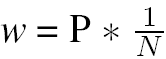 w = P * 1/N